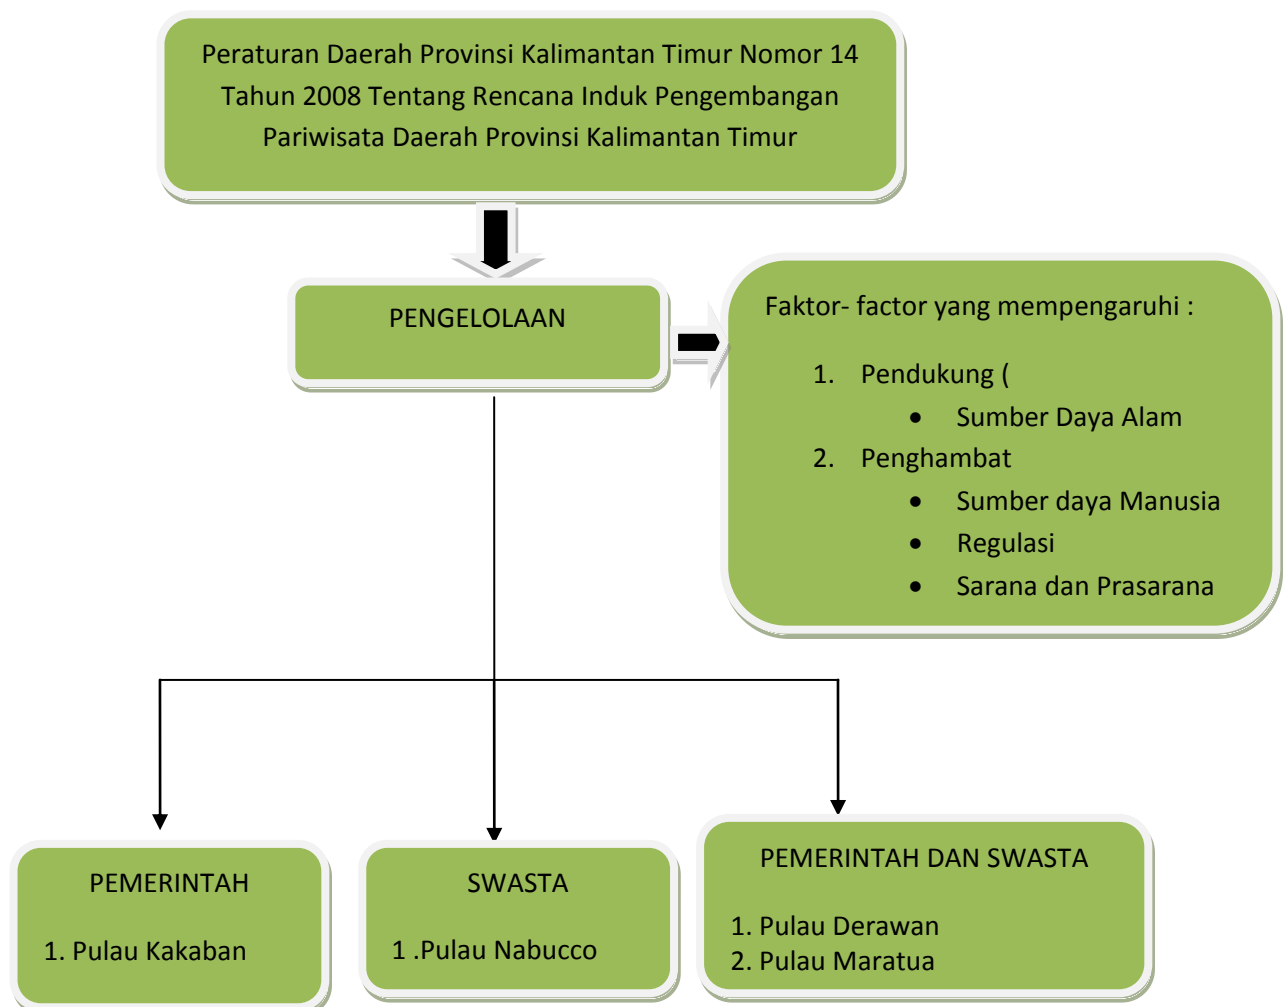 Peraturan Daerah Provinsi Kalimantan Timur Nomor 14
Tahun 2008 Tentang Rencana Induk Pengembangan
Pariwisata Daerah Provinsi Kalimantan Timur
PENGELOLAAN
Faktor- factor yang mempengaruhi :
1. Pendukung (
• Sumber Daya Alam
2. Penghambat
• Sumber daya Manusia
• Regulasi
• Sarana dan Prasarana
PEMERINTAH
1. Pulau Kakaban
SWASTA
1 .Pulau Nabucco
PEMERINTAH DAN SWASTA
1. Pulau Derawan
2. Pulau Maratua